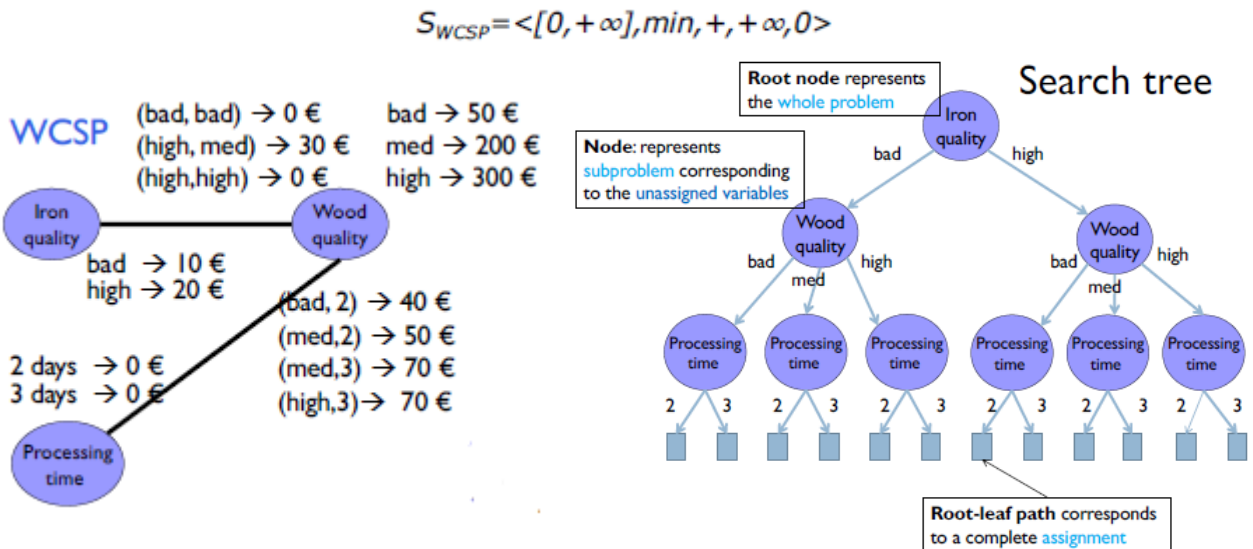 S_WCSP=<[0,+∞],min,+,+∞,0>
WCSP
(bad, bad) → 0 €
(high, med) → 30 €
(high,high) → 0 €
bad → 50 €
med → 200 €
high → 300 €
Iron
quality
Wood
quality
bad → 10 €
high → 20 €
(bad, 2) → 40 €
(med,2) → 50 €
(med,3) → 70 €
(high,3)→ 70 €
2 days → 0 €
3 days → 0 €
Processing
time
Search tree
Root node represents
the whole problem
Iron
quality
Node: represents
subproblem corresponding
to the unassigned variables
bad
high
Wood
quality
Wood
quality
bad
med
high
bad
med
high
Processing
time
Processing
time
Processing
time
Processing
time
Processing
time
Processing
time
2 3 2 3 2 3 2 3 2 3 2 3
Root-leaf path corresponds
to a complete assignment